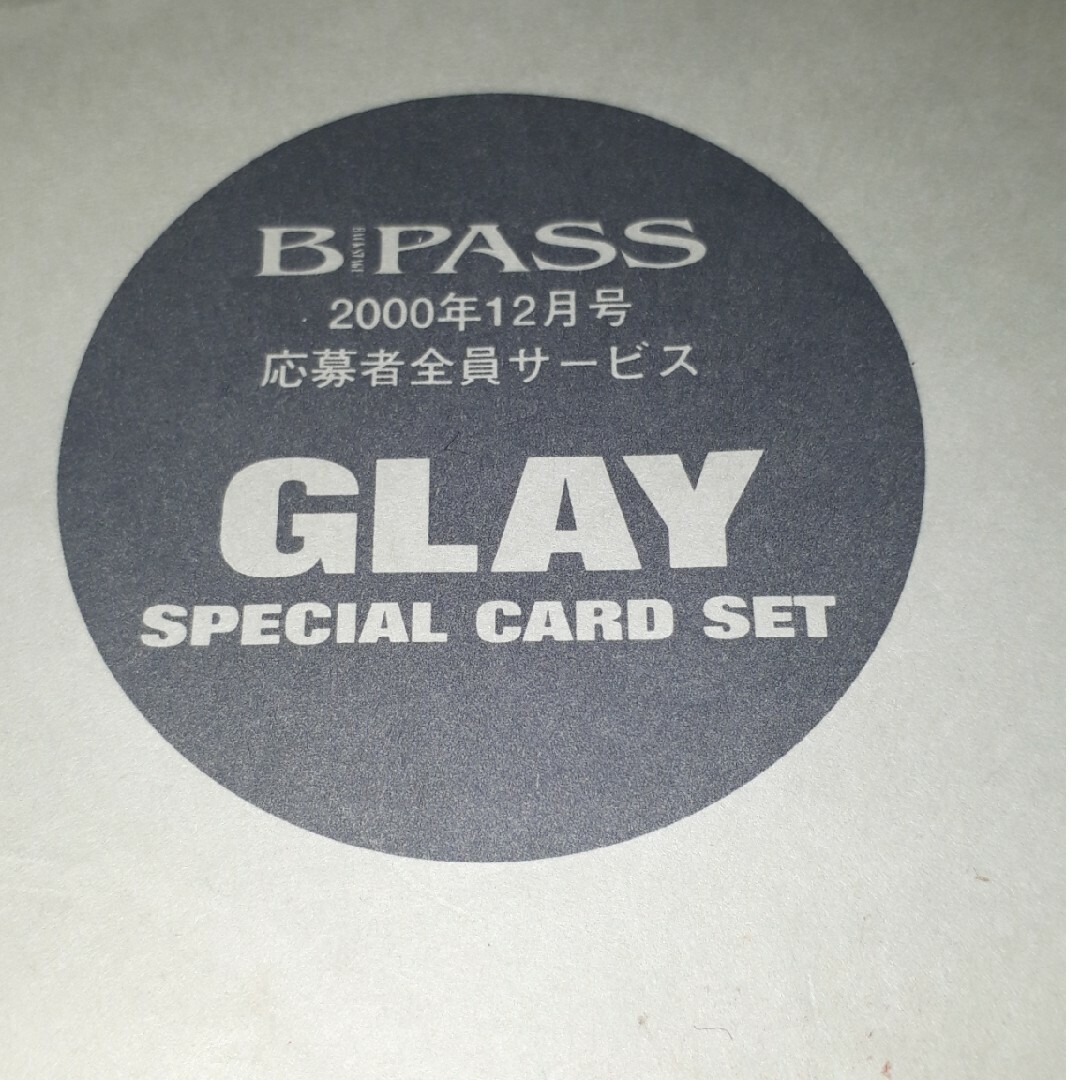 B PASS
BACKSTAGE
2000年12月号
応募者全員サービス
GLAY
SPECIAL CARD SET